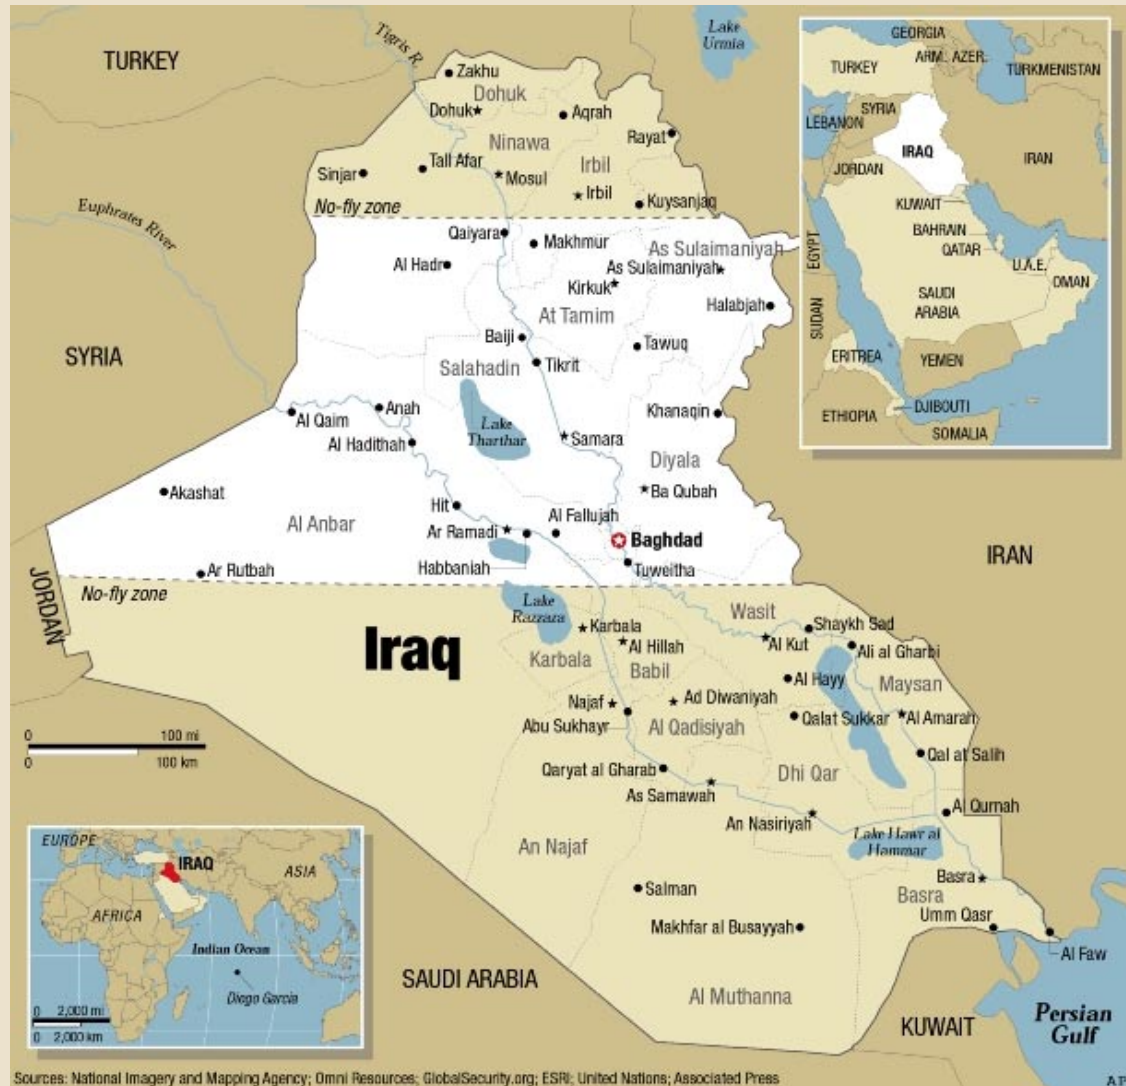 Tigris R.
Lake
Urmia
TURKEY
Zakhu
Dohuk
Dohuk
Aqrah
Ninawa
Rayat
Irbil
Tall Afar
Sinjar
Mosul
Irbil
Kuysanjaq
No-fly zone
Euphrates River
Qaiyara
Makhmur
As Sulaimaniyah
Al Hadr
As Sulaimaniyah
Kirkuk
At Tamim
Halabjah
Baiji
Tawuq
SYRIA
Salahadin
Tikrit
Anah
Al Qaim
Khanaqin
Lake
Tharthar
Al Hadithah
Samara
Diyala
Akashat
Ba Qubah
Hit
Al Anbar
Al Fallujah
Ar Ramadi
Baghdad
Habbaniah
Tuweitha
Ar Rutbah
IRAN
JORDAN
No-fly zone
Lake
Razzaza
Wasit
Iraq
Karbala
Shaykh Sad
Al Hillah
Al Kut
Ali al Gharbi
Karbala
Babil
Al Hayy
Maysan
Najaf
Ad Diwaniyah
Abu Sukhayr
Al Qadisiyah
Qalat Sukkar
Al Amarah
0 100 mi
0 100 km
Qal at Salih
Qaryat al Gharab
Dhi Qar
As Samawah
Al Qurnah
An Nasiriyah
Lake Hawr al
Hammar
An Najaf
Basra
Salman
Basra
Umm Qasr
Makhfar al Busayyah
Al Faw
SAUDI ARABIA
Al Muthanna
KUWAIT
Persian
Gulf
GEORGIA
ARM. AZER.
TURKEY
TURKMENISTAN
SYRIA
LEBANON
IRAQ
IRAN
JORDAN
KUWAIT
BAHRAIN
QATAR
EGYPT
U.A.E.
OMAN
SAUDI
ARABIA
SUDAN
ERITREA
YEMEN
ETHIOPIA
DJIBOUTI
SOMALIA
EUROPE
IRAQ
ASIA
AFRICA
Indian Ocean
Diego Garcia
0 2,000 mi
0 2,000 km
Sources: National Imagery and Mapping Agency; Omni Resources; GlobalSecurity.org; ESRI; United Nations; Associated Press
AP